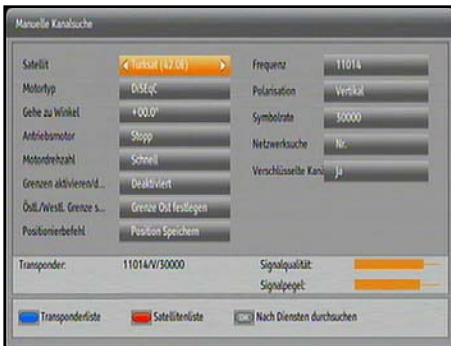 Manuelle Kanalsuche
Satellit Turksat (42.0E) Frequenz 11014
Motortyp DiSEqC Polarisation Vertikal
Gehe zu Winkel +00.0° Symbolrate 30000
Antriebsmotor Stopp Netzwerksuche Nr.
Motordrehzahl Schnell Verschlüsselte Kana Ja
Grenzen aktivieren/d... Deaktiviert
Östl./Westl. Grenze s... Grenze Ost festlegen
Positionierbefehl Position Speichern
Transponder: 11014/V/30000 Signalqualität:
Signalpegel:
Transponderliste Satellitenliste OK Nach Diensten durchsuchen